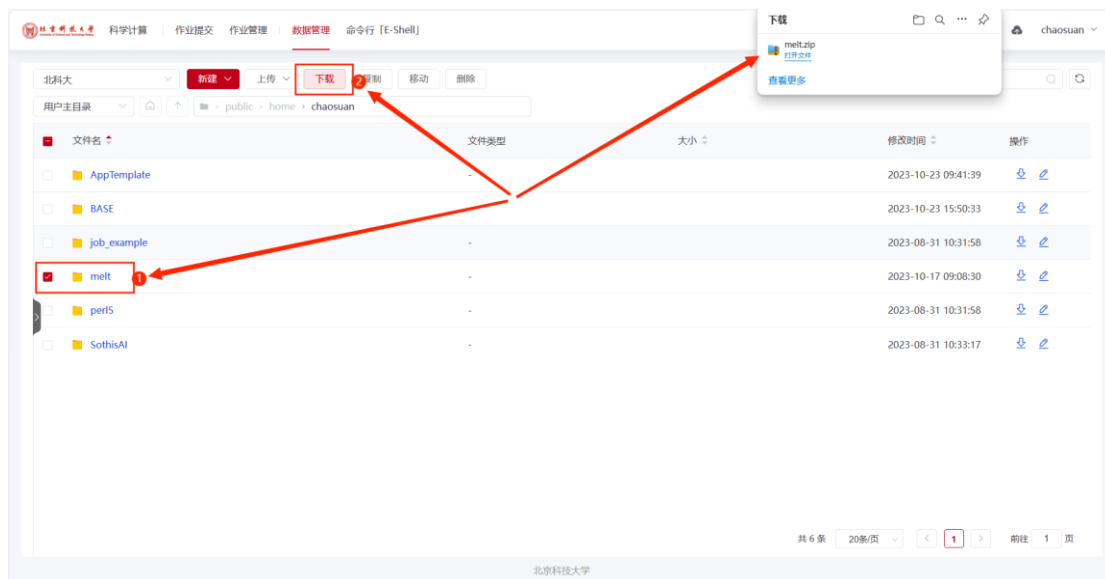 北京科技大学 科学计算 作业提交 作业管理 数据管理 命令行「E-Shell」 chaosuan
下载
melt.zip
打开文件
查看更多
北科大 新建 上传 下载 复制 移动 删除
用户主目录 public › home › chaosuan
文件名 文件类型 大小 修改时间 操作
AppTemplate - 2023-10-23 09:41:39
BASE - 2023-10-23 15:50:33
job_example - 2023-08-31 10:31:58
melt - 2023-10-17 09:08:30
perl5 - 2023-08-31 10:31:58
SothisAI - 2023-08-31 10:33:17
1
2
共 6 条 20条/页 1 前往 1 页
北京科技大学